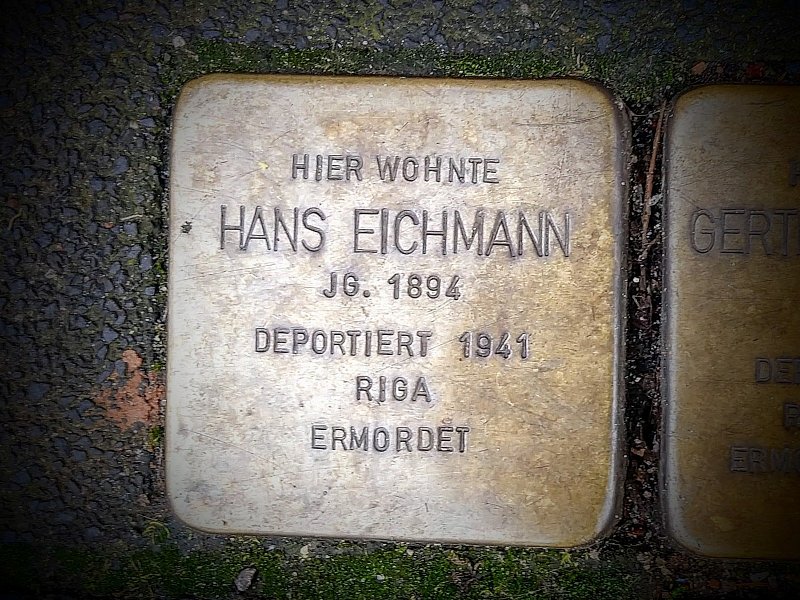 HIER WOHNTE
HANS EICHMANN
JG. 1894
DEPORTIERT 1941
RIGA
ERMORDET